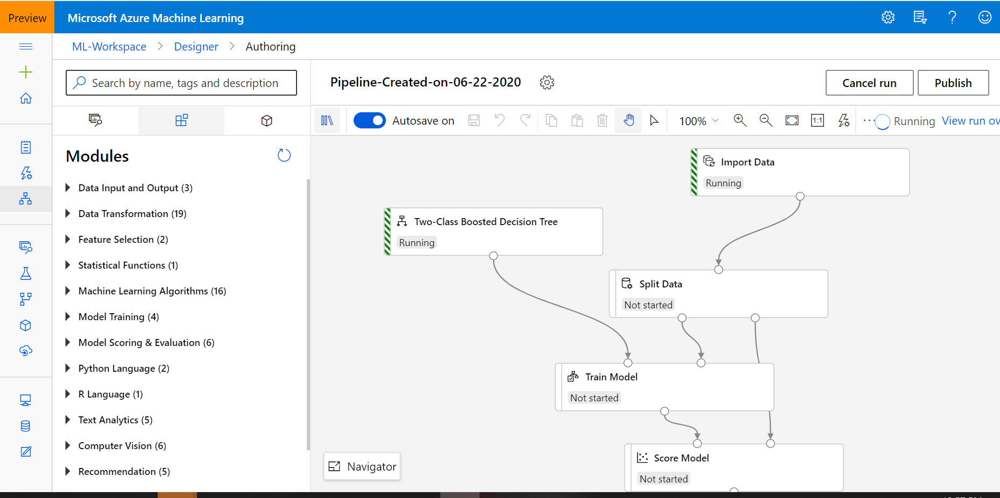 Preview
Microsoft Azure Machine Learning
ML-Workspace > Designer > Authoring
Search by name, tags and description
Pipeline-Created-on-06-22-2020
Cancel run
Publish
Autosave on
100%
1:1
Running
View run ov
Modules
Data Input and Output (3)
Data Transformation (19)
Feature Selection (2)
Statistical Functions (1)
Machine Learning Algorithms (16)
Model Training (4)
Model Scoring & Evaluation (6)
Python Language (2)
R Language (1)
Text Analytics (5)
Computer Vision (6)
Recommendation (5)
Import Data
Running
Two-Class Boosted Decision Tree
Running
Split Data
Not started
Train Model
Not started
Score Model
Not started
Navigator